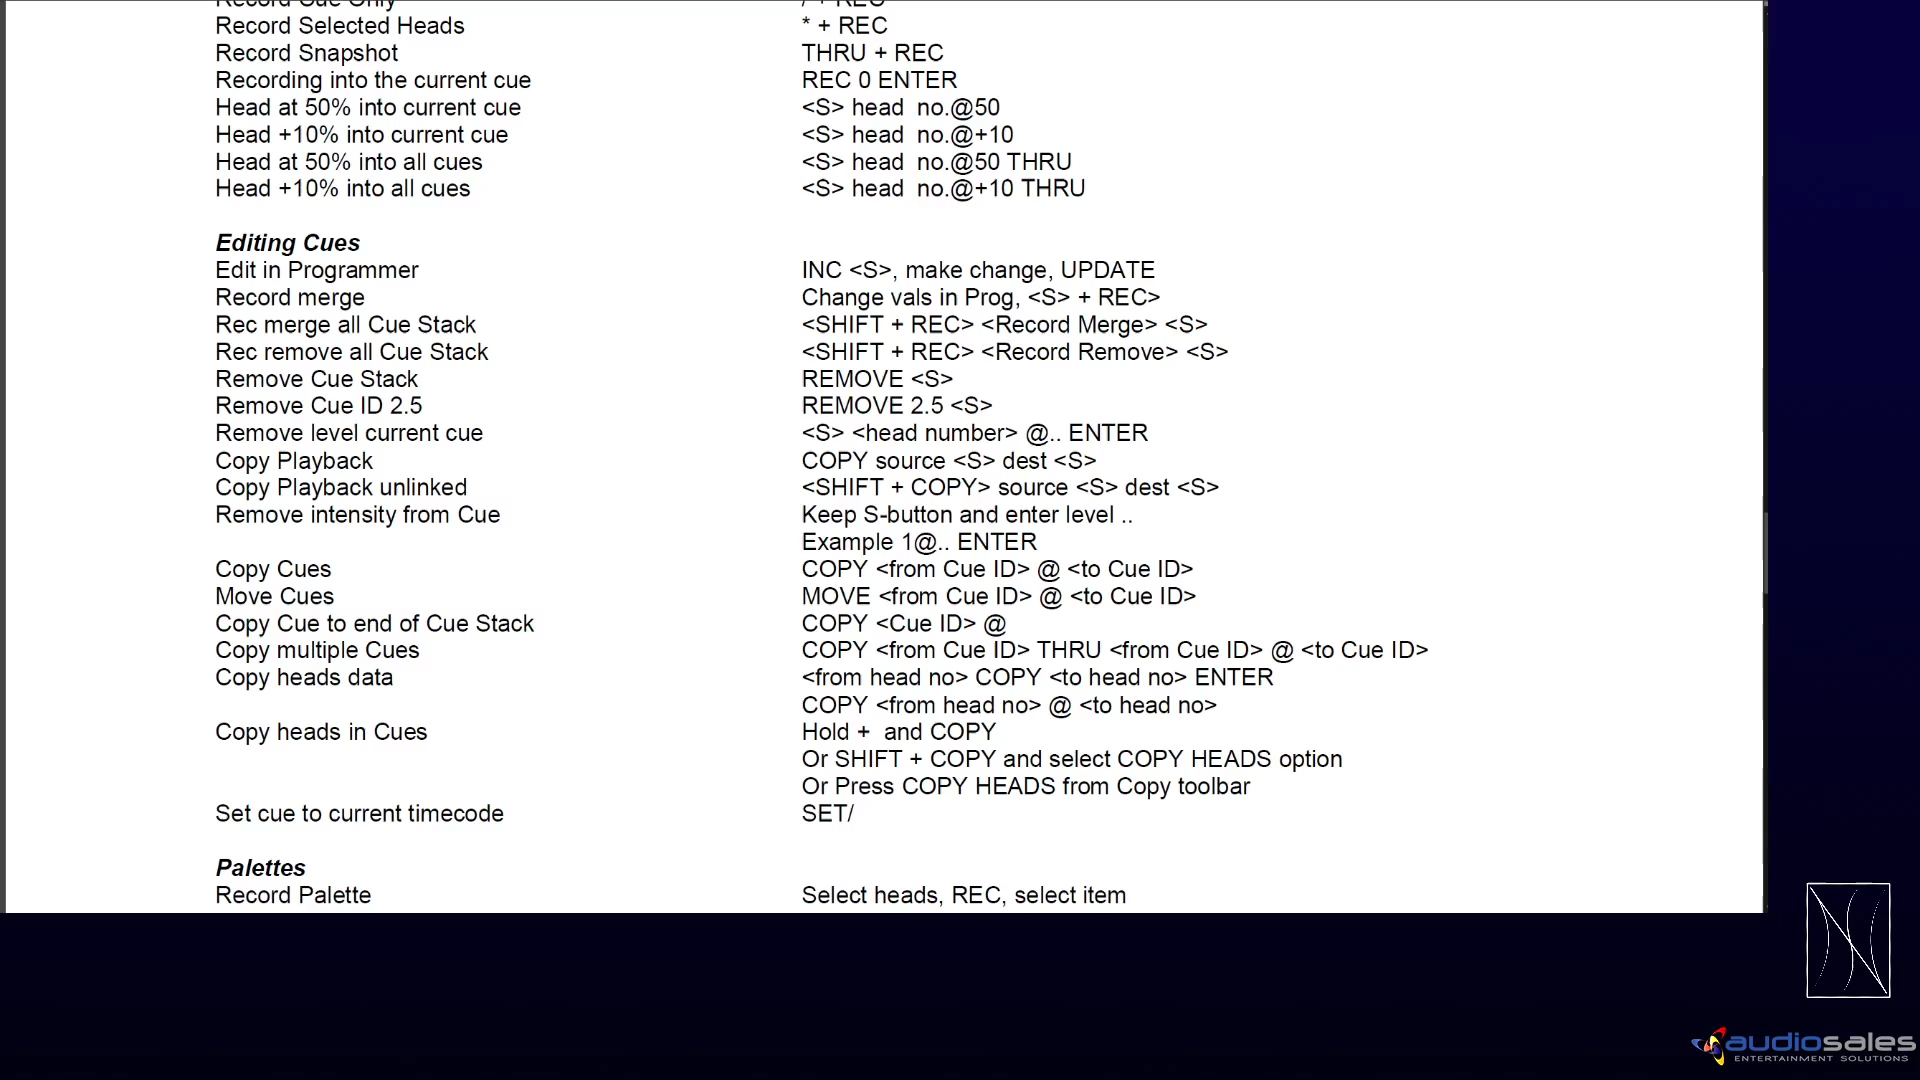 Record Cue Only / + REC
Record Selected Heads * + REC
Record Snapshot THRU + REC
Recording into the current cue REC 0 ENTER
Head at 50% into current cue <S> head  no.@50
Head +10% into current cue <S> head  no.@+10
Head at 50% into all cues <S> head  no.@50 THRU
Head +10% into all cues <S> head  no.@+10 THRU
Editing Cues
Edit in Programmer INC <S>, make change, UPDATE
Record merge Change vals in Prog, <S> + REC>
Rec merge all Cue Stack <SHIFT + REC> <Record Merge> <S>
Rec remove all Cue Stack <SHIFT + REC> <Record Remove> <S>
Remove Cue Stack REMOVE <S>
Remove Cue ID 2.5 REMOVE 2.5 <S>
Remove level current cue <S> <head number> @.. ENTER
Copy Playback COPY source <S> dest <S>
Copy Playback unlinked <SHIFT + COPY> source <S> dest <S>
Remove intensity from Cue Keep S-button and enter level ..
Example 1@.. ENTER
Copy Cues COPY <from Cue ID> @ <to Cue ID>
Move Cues MOVE <from Cue ID> @ <to Cue ID>
Copy Cue to end of Cue Stack COPY <Cue ID> @
Copy multiple Cues COPY <from Cue ID> THRU <from Cue ID> @ <to Cue ID>
Copy heads data <from head no> COPY <to head no> ENTER
COPY <from head no> @ <to head no>
Copy heads in Cues Hold +  and COPY
Or SHIFT + COPY and select COPY HEADS option
Or Press COPY HEADS from Copy toolbar
Set cue to current timecode SET/
Palettes
Record Palette Select heads, REC, select item
audiosales
ENTERTAINMENT SOLUTIONS